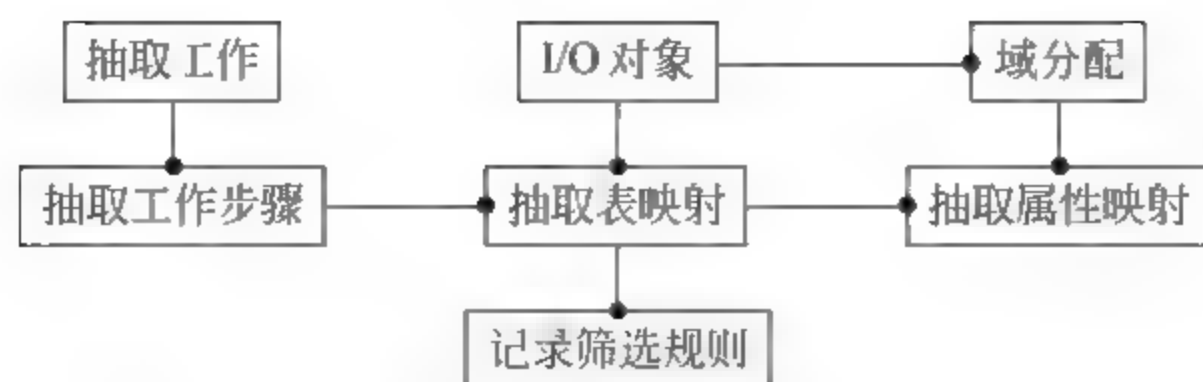 抽取工作
I/O 对象
域分配
抽取工作步骤
抽取表映射
抽取属性映射
记录筛选规则